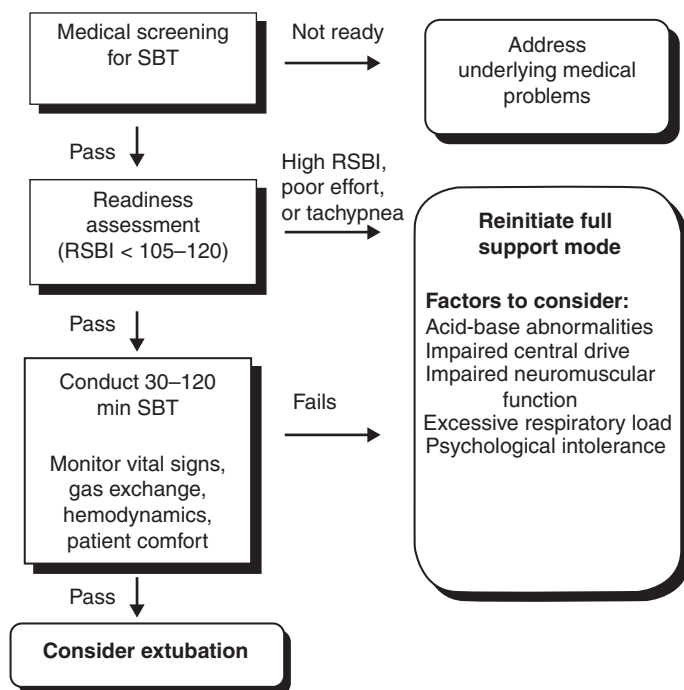 Medical screening
for SBT
Not ready
Address
underlying medical
problems
Pass
High RSBI,
poor effort,
or tachypnea
Readiness
assessment
(RSBI < 105–120)
Reinitiate full
support mode
Factors to consider:
Acid-base abnormalities
Impaired central drive
Impaired neuromuscular
function
Excessive respiratory load
Psychological intolerance
Pass
Conduct 30–120
min SBT
Monitor vital signs,
gas exchange,
hemodynamics,
patient comfort
Fails
Pass
Consider extubation